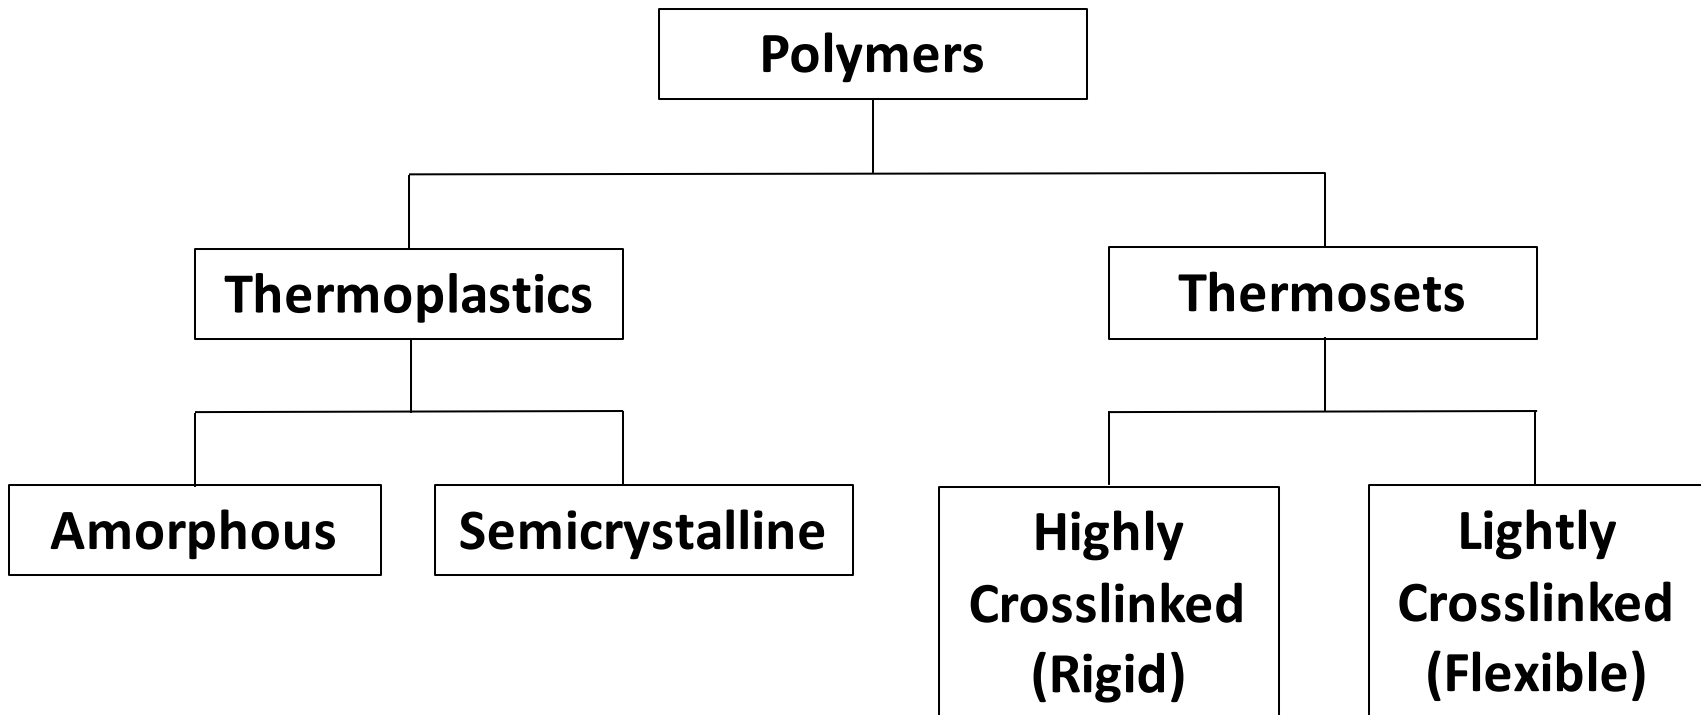 Polymers
Thermoplastics
Thermosets
Amorphous
Semicrystalline
Highly
Crosslinked
(Rigid)
Lightly
Crosslinked
(Flexible)